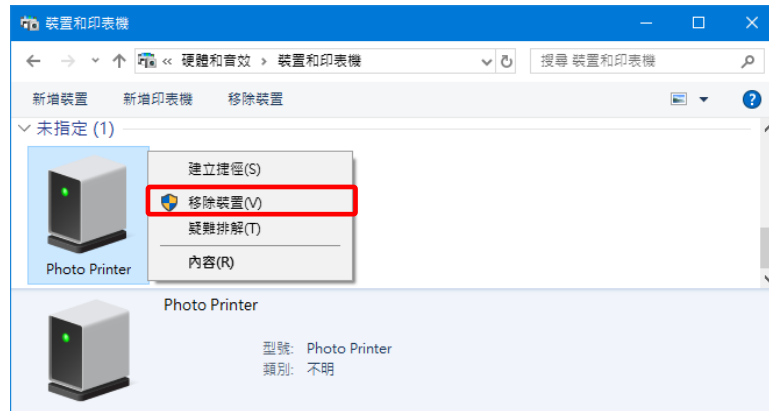 裝置和印表機
« 硬體和音效 › 裝置和印表機
搜尋 裝置和印表機
新增裝置 新增印表機 移除裝置
未指定 (1)
建立捷徑(S)
移除裝置(V)
疑難排解(T)
內容(R)
Photo Printer
Photo Printer
型號: Photo Printer
類別: 不明